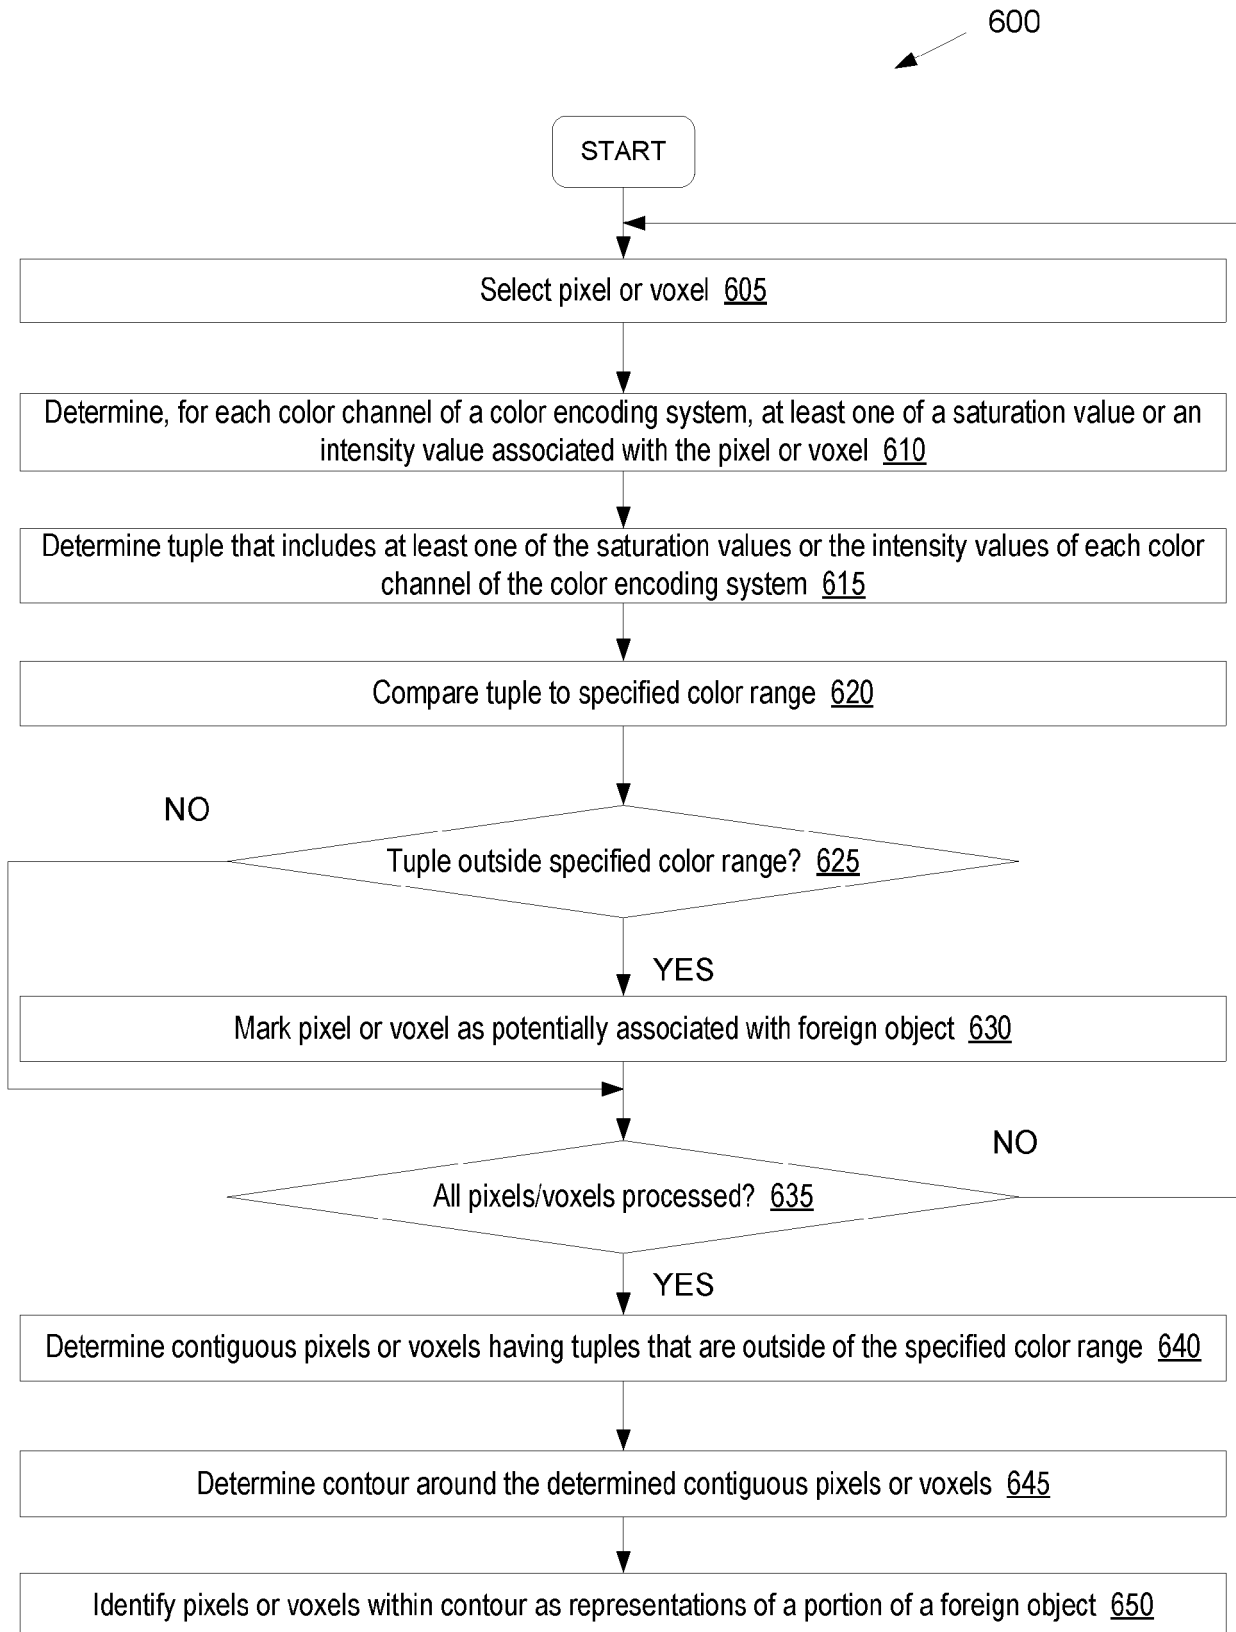 600
START
Select pixel or voxel 605
Determine, for each color channel of a color encoding system, at least one of a saturation value or an
intensity value associated with the pixel or voxel 610
Determine tuple that includes at least one of the saturation values or the intensity values of each color
channel of the color encoding system 615
Compare tuple to specified color range 620
NO
Tuple outside specified color range? 625
YES
Mark pixel or voxel as potentially associated with foreign object 630
NO
All pixels/voxels processed? 635
YES
Determine contiguous pixels or voxels having tuples that are outside of the specified color range 640
Determine contour around the determined contiguous pixels or voxels 645
Identify pixels or voxels within contour as representations of a portion of a foreign object 650